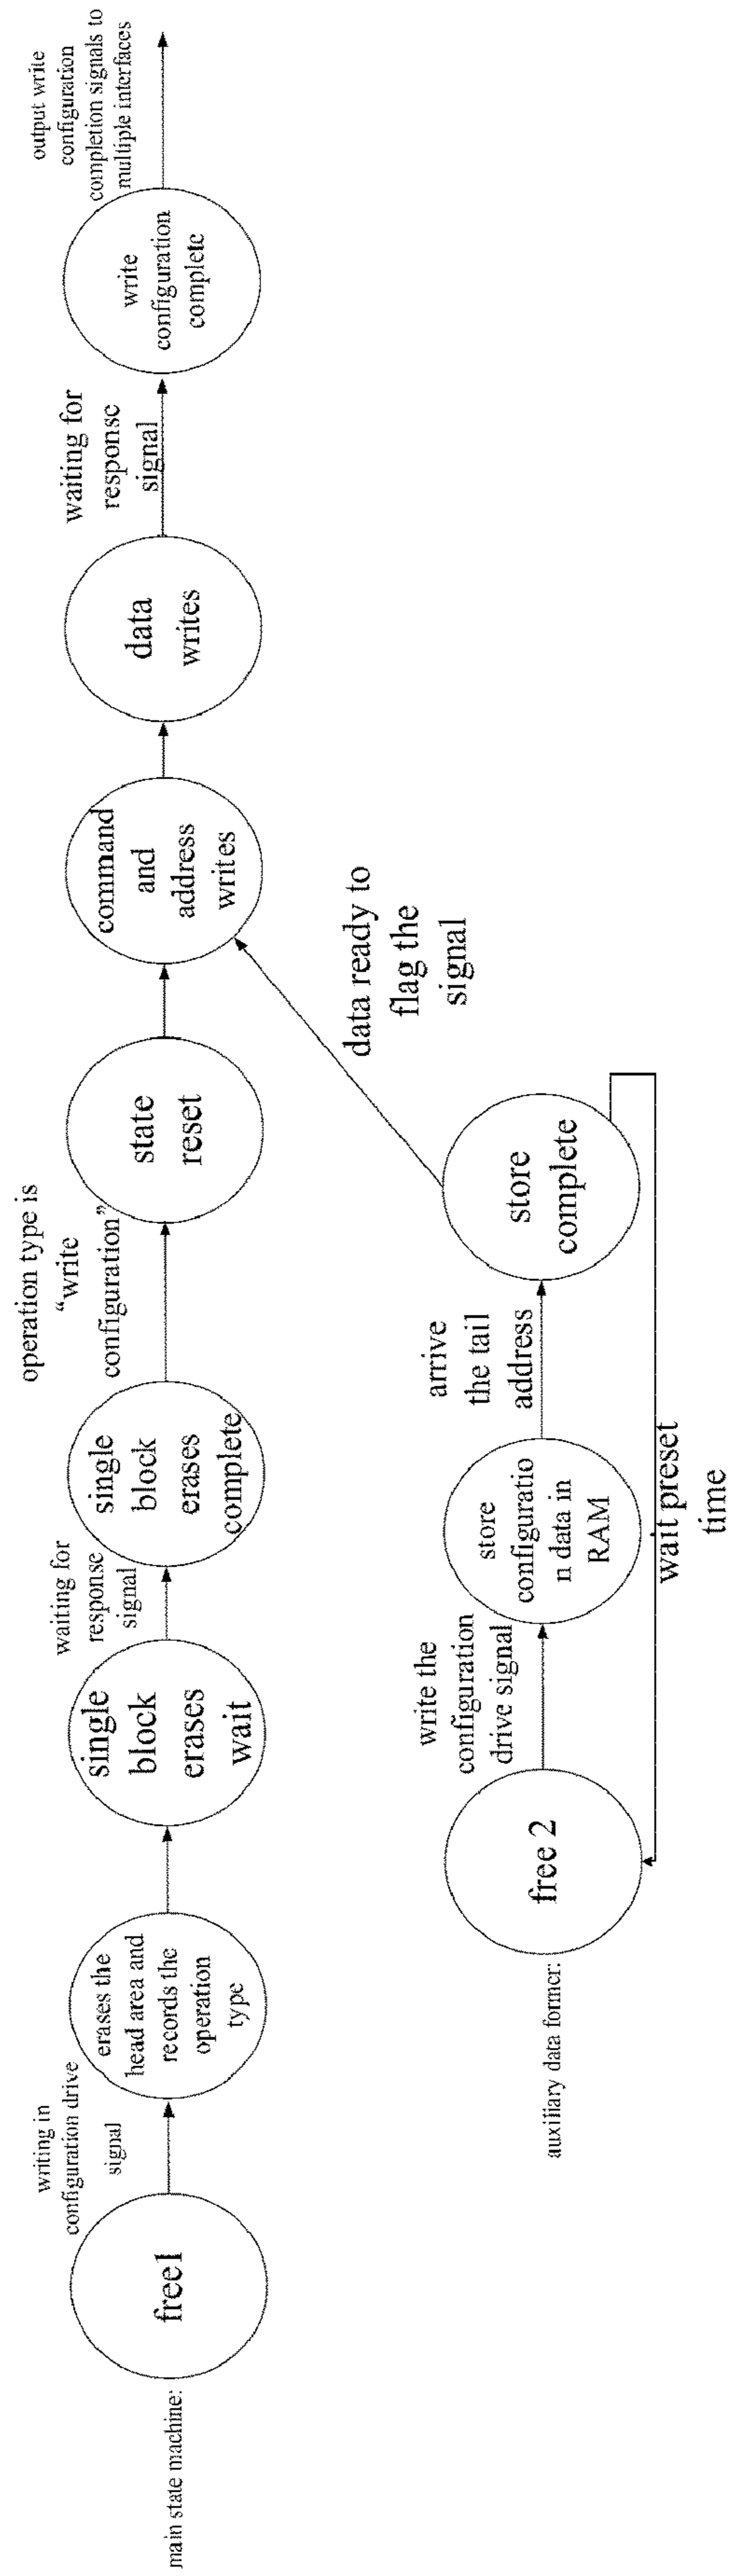 main state machine:
free1
writing in
configuration drive
signal
erases the
head area and
records the
operation
type
single
block
erases
wait
waiting for
response
signal
single
block
erases
complete
operation type is
“write
configuration”
state
reset
command
and
address
writes
data
writes
waiting for
response
signal
write
configuration
complete
output write
configuration
completion signals to
multiple interfaces
auxiliary data former:
free 2
write the
configuration
drive signal
store
configuratio
n data in
RAM
arrive
the tail
address
store
complete
data ready to
flag the
signal
wait preset
time